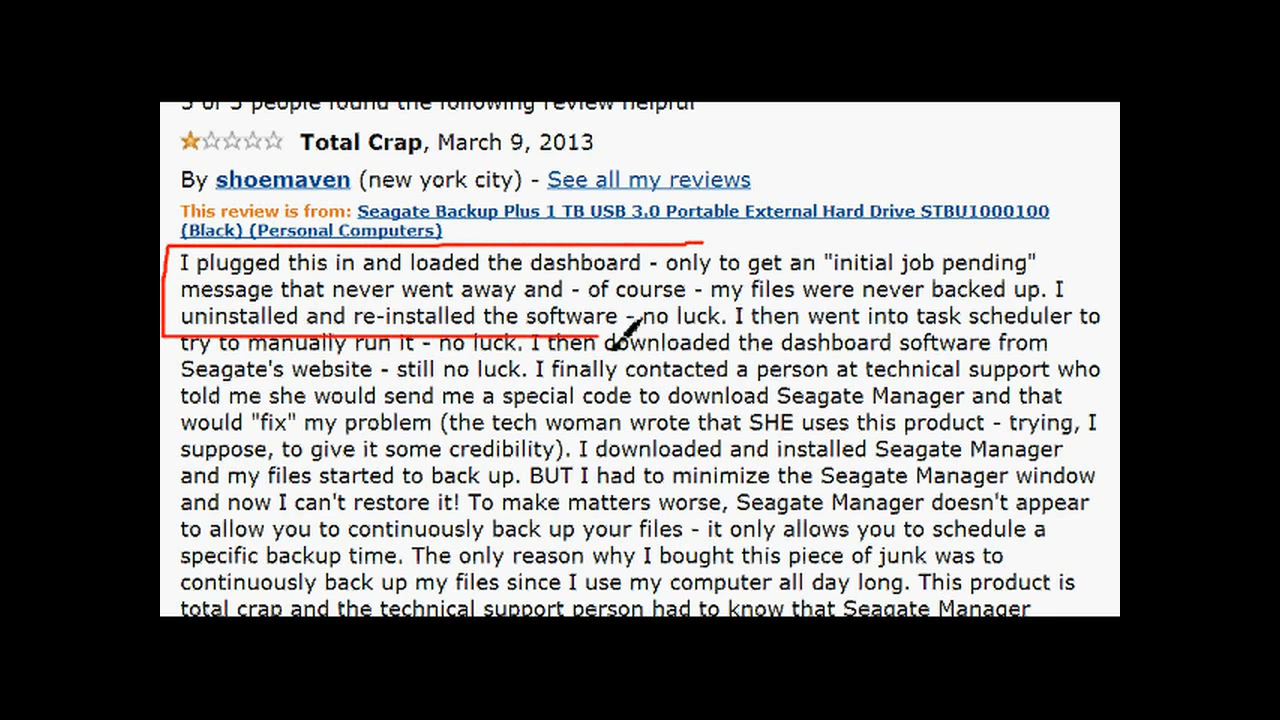 5 of 5 people found the following review helpful
Total Crap, March 9, 2013
By shoemaven (new york city) - See all my reviews
This review is from: Seagate Backup Plus 1 TB USB 3.0 Portable External Hard Drive STBU1000100
(Black) (Personal Computers)
I plugged this in and loaded the dashboard - only to get an "initial job pending"
message that never went away and - of course - my files were never backed up. I
uninstalled and re-installed the software - no luck. I then went into task scheduler to
try to manually run it - no luck. I then downloaded the dashboard software from
Seagate's website - still no luck. I finally contacted a person at technical support who
told me she would send me a special code to download Seagate Manager and that
would "fix" my problem (the tech woman wrote that SHE uses this product - trying, I
suppose, to give it some credibility). I downloaded and installed Seagate Manager
and my files started to back up. BUT I had to minimize the Seagate Manager window
and now I can't restore it! To make matters worse, Seagate Manager doesn't appear
to allow you to continuously back up your files - it only allows you to schedule a
specific backup time. The only reason why I bought this piece of junk was to
continuously back up my files since I use my computer all day long. This product is
total crap and the technical support person had to know that Seagate Manager